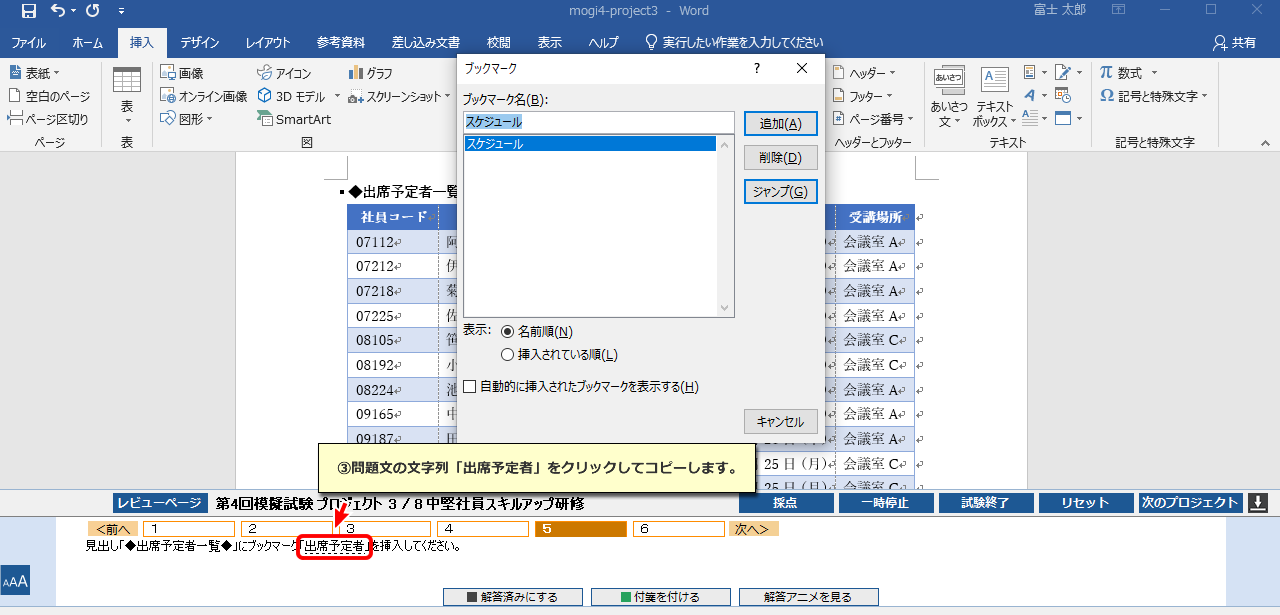 mogi4-project3 - Word
富士 太郎
ファイル ホーム 挿入 デザイン レイアウト 参考資料 差し込み文書 校閲 表示 ヘルプ 実行したい作業を入力してください 共有
表紙
空白のページ
ページ区切り
ページ
表
表
画像
オンライン画像
図形
アイコン
3D モデル
SmartArt
グラフ
スクリーンショット
図
ヘッダー
フッター
ページ番号
ヘッダーとフッター
あいさつ
あいさつ
文
テキスト
ボックス
テキスト
π 数式
Ω 記号と特殊文字
記号と特殊文字
ブックマーク
ブックマーク名(B):
スケジュール
スケジュール
追加(A)
削除(D)
ジャンプ(G)
表示:
名前順(N)
挿入されている順(L)
自動的に挿入されたブックマークを表示する(H)
キャンセル
◆出席予定者一覧
社員コード 受講場所
07112 阿 会議室 A
07212 伊 会議室 A
07218 菊 会議室 A
07225 佐 会議室 A
08105 笹 会議室 C
08192 小 会議室 C
08224 池 会議室 A
09165 中 会議室 A
09187 会議室 A
25 日 (月) 会議室 C
会議室 C
③問題文の文字列「出席予定者」をクリックしてコピーします。
レビューページ 第4回模擬試験 プロジェクト 3 / 8 中堅社員スキルアップ研修 採点 一時停止 試験終了 リセット 次のプロジェクト
<前へ 1 2 3 4 5 6 次へ>
見出し「◆出席予定者一覧◆」にブックマーク「出席予定者」を挿入してください。
AAA
解答済みにする 付箋を付ける 解答アニメを見る